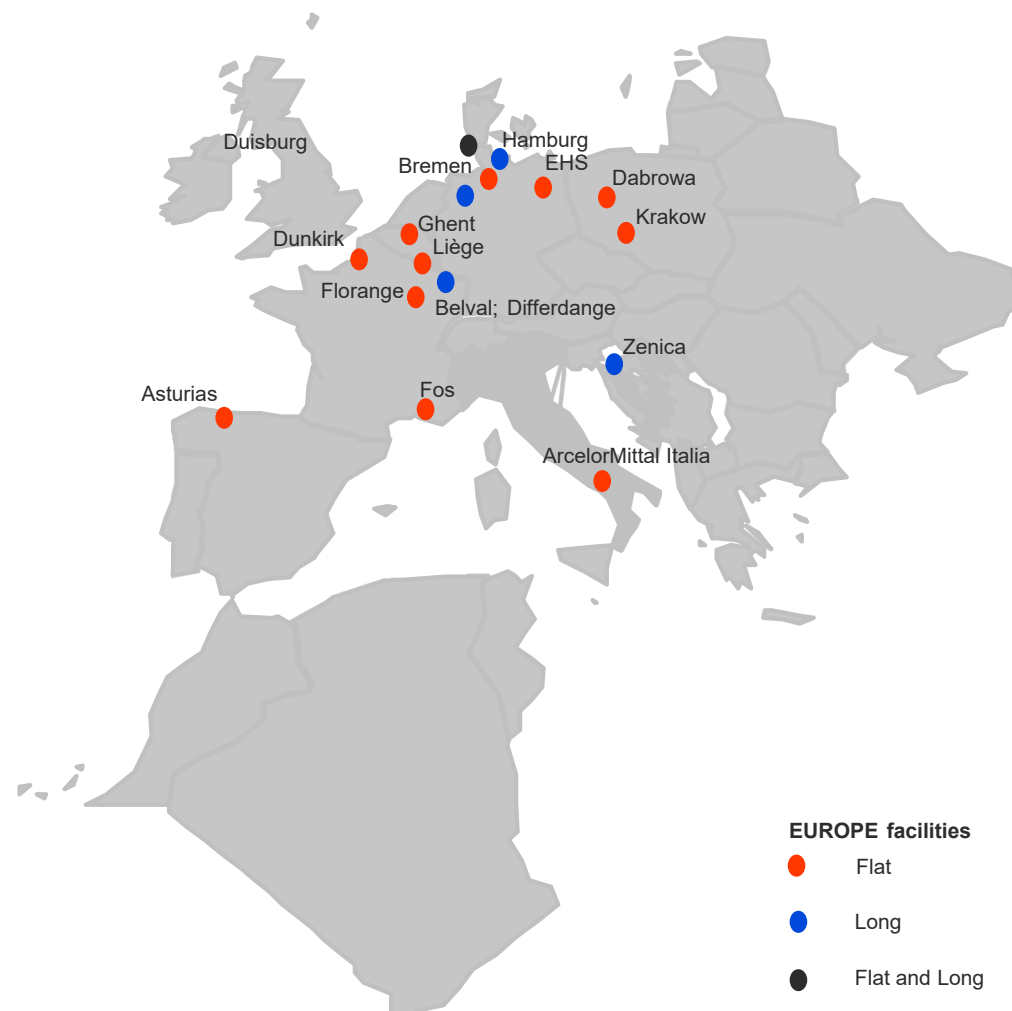 Duisburg
Hamburg
Bremen
EHS
Dabrowa
Krakow
Ghent
Dunkirk
Liège
Florange
Belval; Differdange
Zenica
Asturias
Fos
ArcelorMittal Italia
EUROPE facilities
Flat
Long
Flat and Long